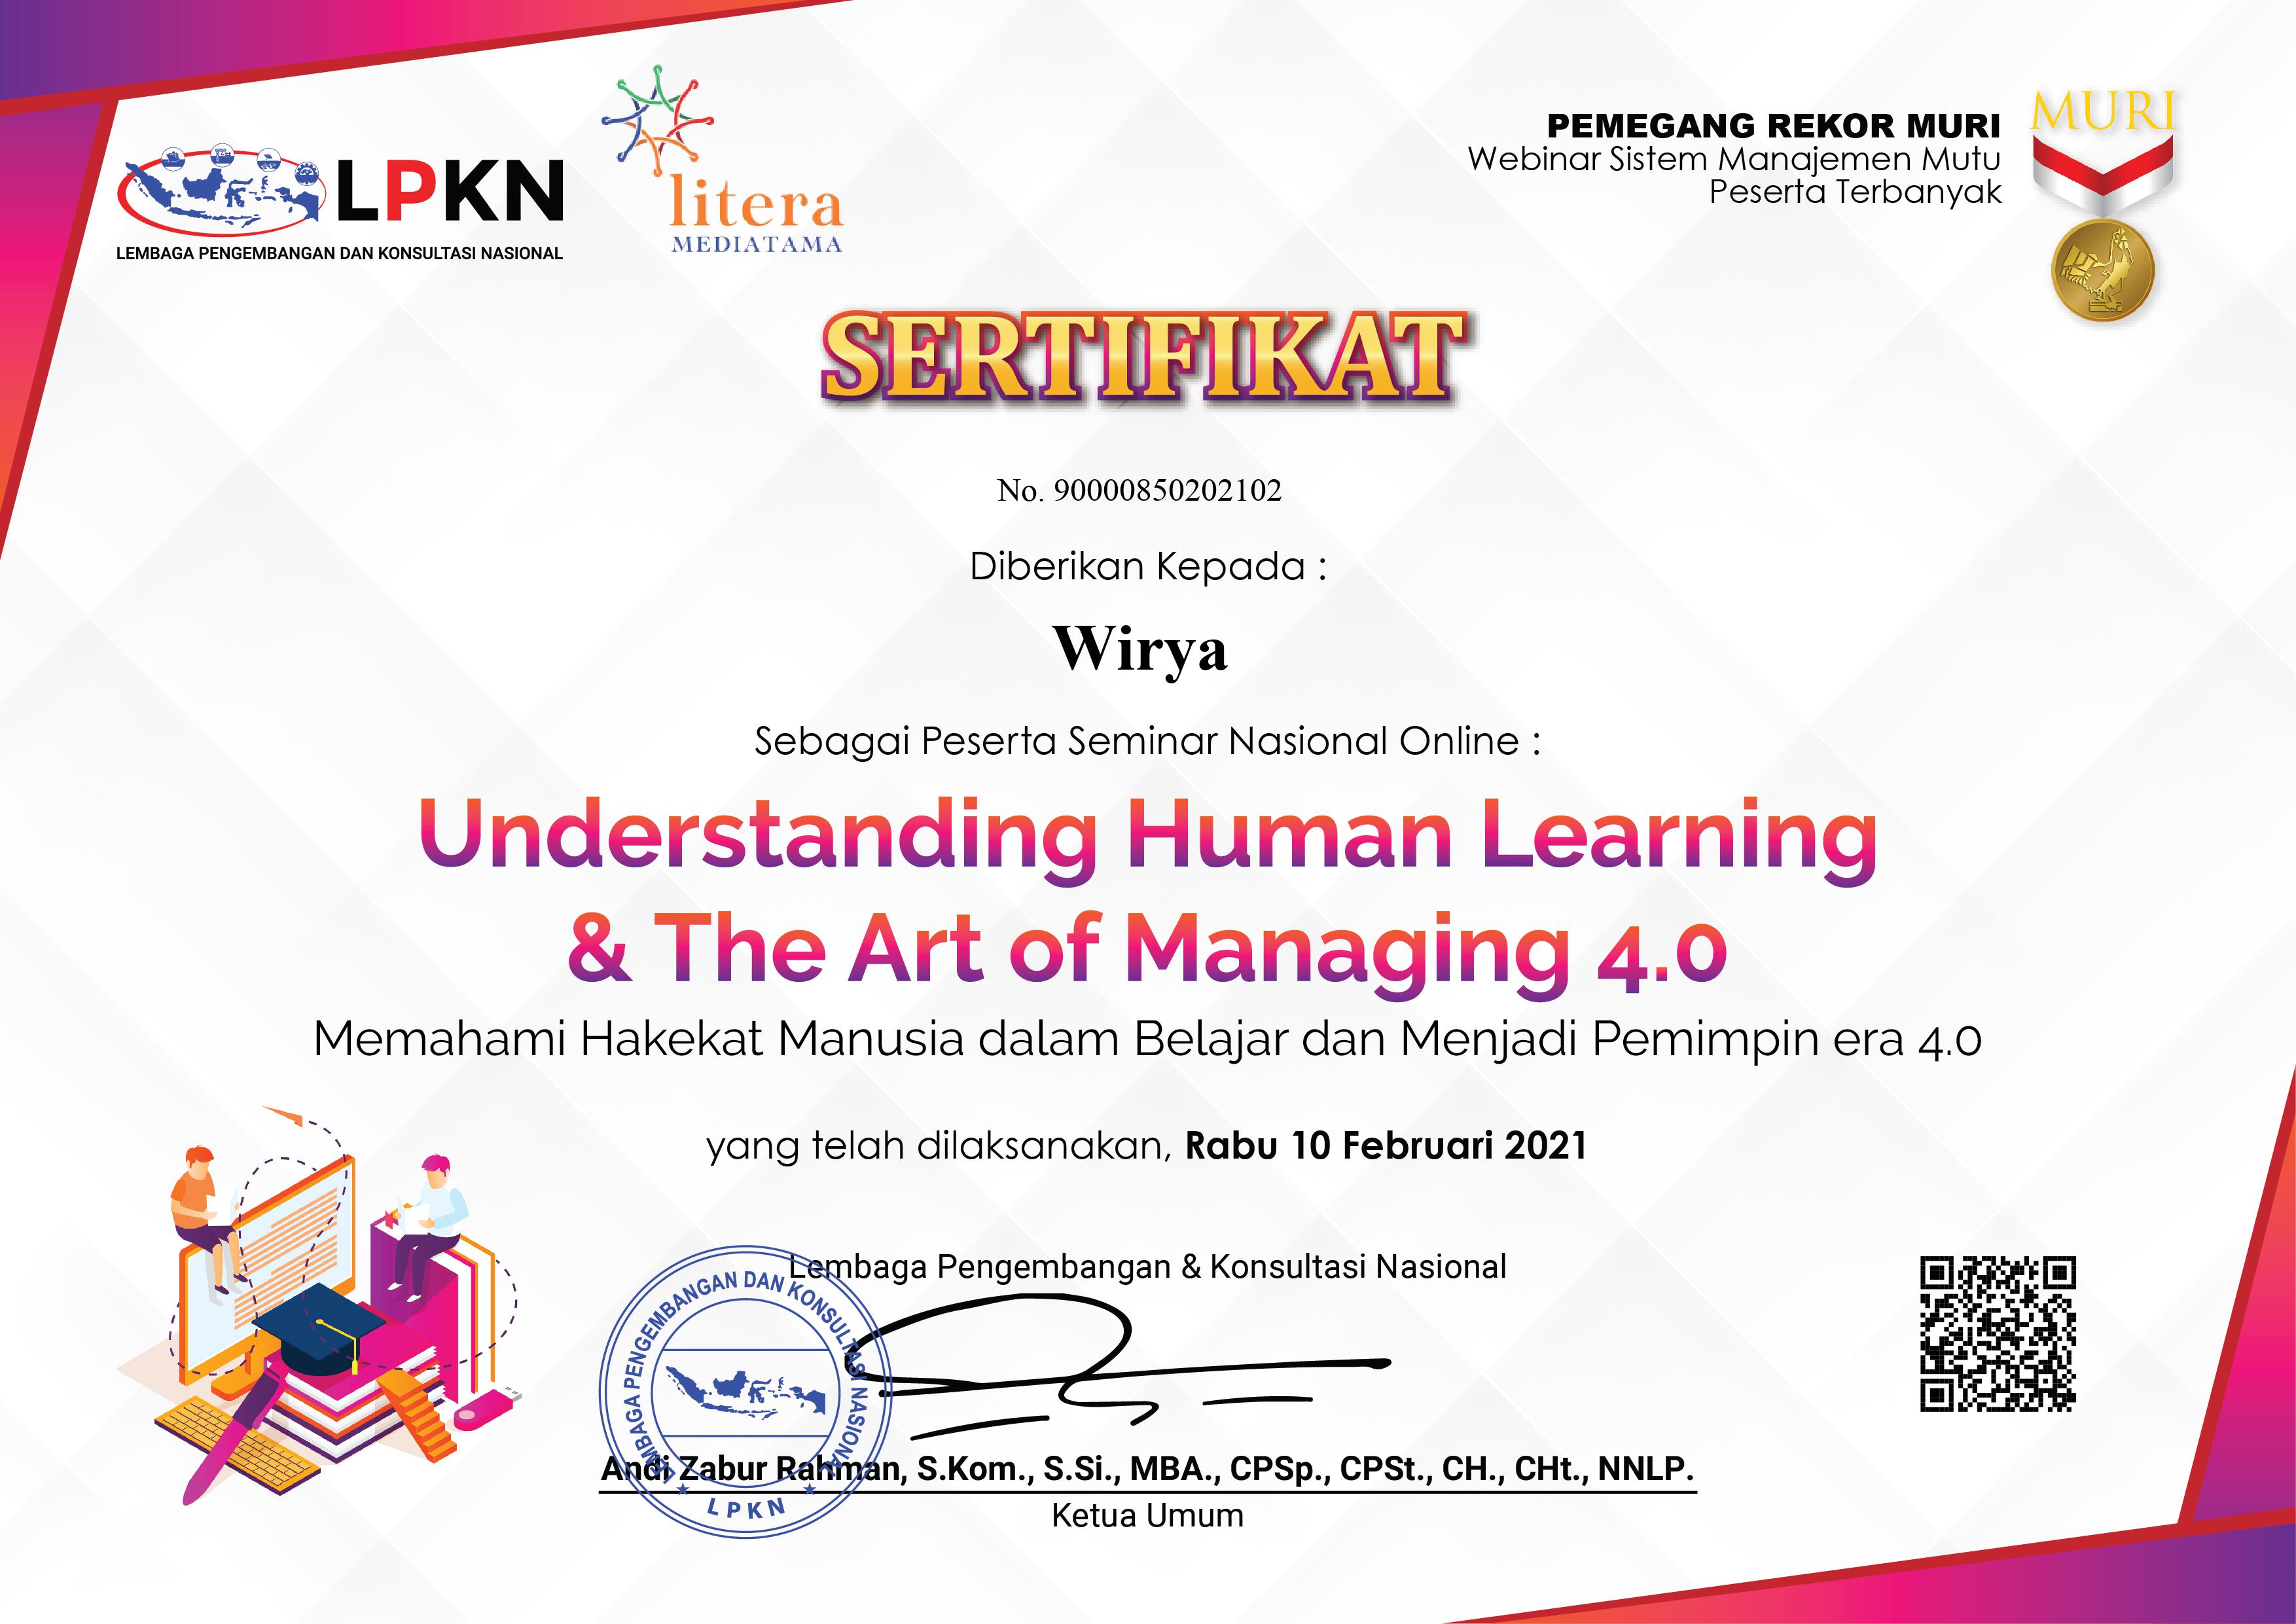 LPKN
LEMBAGA PENGEMBANGAN DAN KONSULTASI NASIONAL
litera
MEDIATAMA
PEMEGANG REKOR MURI
Webinar Sistem Manajemen Mutu
Peserta Terbanyak
MURI
SERTIFIKAT
No. 90000850202102
Diberikan Kepada :
Wirya
Sebagai Peserta Seminar Nasional Online :
Understanding Human Learning
& The Art of Managing 4.0
Memahami Hakekat Manusia dalam Belajar dan Menjadi Pemimpin era 4.0
yang telah dilaksanakan, Rabu 10 Februari 2021
Lembaga Pengembangan & Konsultasi Nasional
LEMBAGA PENGEMBANGAN DAN KONSULTASI NASIONAL
LPKN
Andi Zabur Rahman, S.Kom., S.Si., MBA., CPSp., CPSt., CH., CHt., NNLP.
Ketua Umum